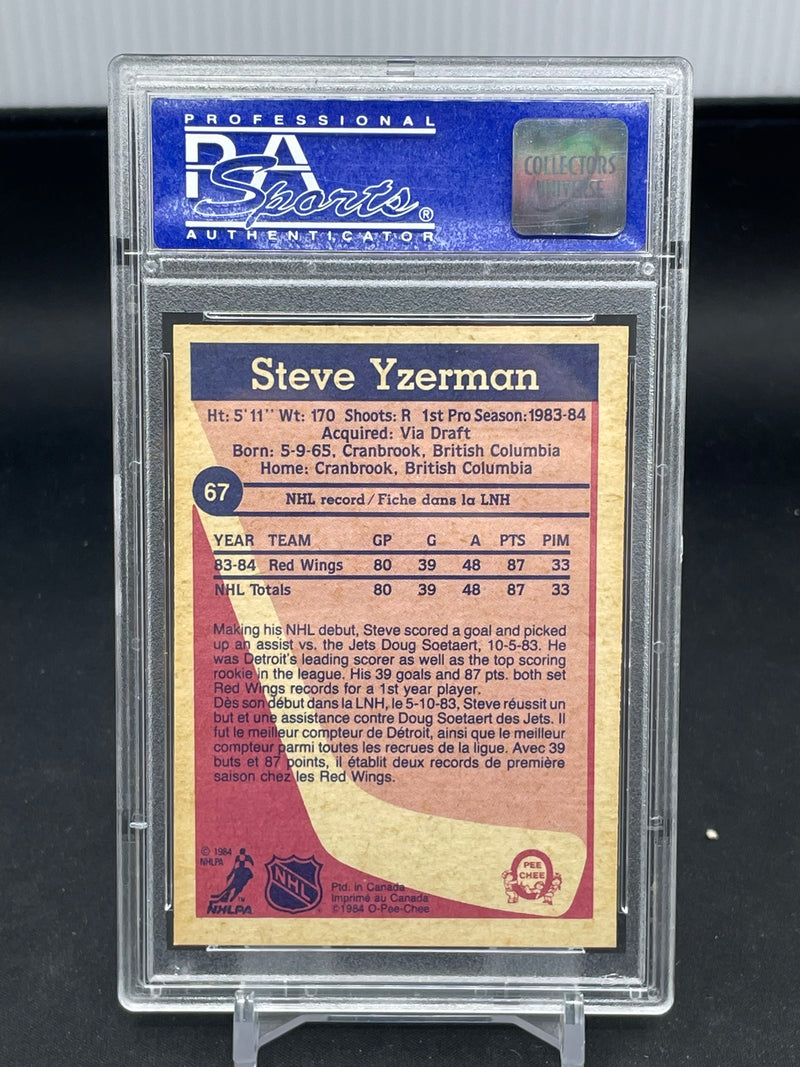 PROFESSIONAL
PSA
Sports®
AUTHENTICATOR
COLLECTORS
UNIVERSE
Steve Yzerman
Ht: 5'11" Wt: 170 Shoots: R 1st Pro Season: 1983-84
Acquired: Via Draft
Born: 5-9-65, Cranbrook, British Columbia
Home: Cranbrook, British Columbia
67
NHL record/Fiche dans la LNH
YEAR TEAM GP G A PTS PIM
83-84 Red Wings 80 39 48 87 33
NHL Totals 80 39 48 87 33
Making his NHL debut, Steve scored a goal and picked
up an assist vs. the Jets Doug Soetaert, 10-5-83. He
was Detroit's leading scorer as well as the top scoring
rookie in the league. His 39 goals and 87 pts. both set
Red Wings records for a 1st year player.
Dès son début dans la LNH, le 5-10-83, Steve réussit un
but et une assistance contre Doug Soetaert des Jets. Il
fut le meilleur compteur de Détroit, ainsi que le meilleur
compteur parmi toutes les recrues de la ligue. Avec 39
buts et 87 points, il établit deux records de première
saison chez les Red Wings.
© 1984
NHLPA
NHLPA
TM
NHL
Ptd. in Canada
Imprimé au Canada
©1984 O-Pee-Chee
O
PEE
CHEE